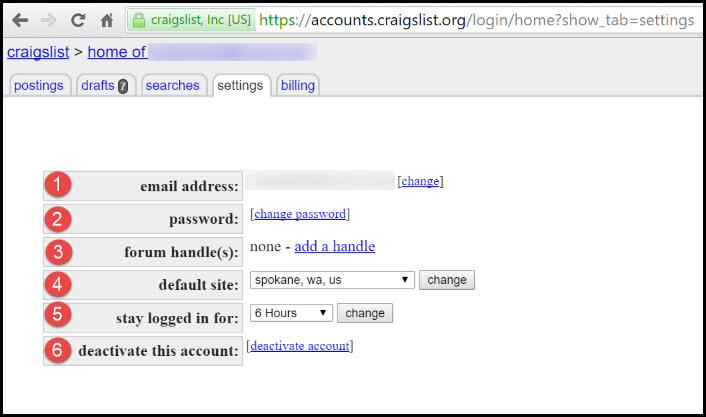 craigslist, Inc [US] https://accounts.craigslist.org/login/home?show_tab=settings
craigslist > home of
postings drafts 7 searches settings billing
1 email address: [change]
2 password: [change password]
3 forum handle(s): none - add a handle
4 default site: spokane, wa, us change
5 stay logged in for: 6 Hours change
6 deactivate this account: [deactivate account]